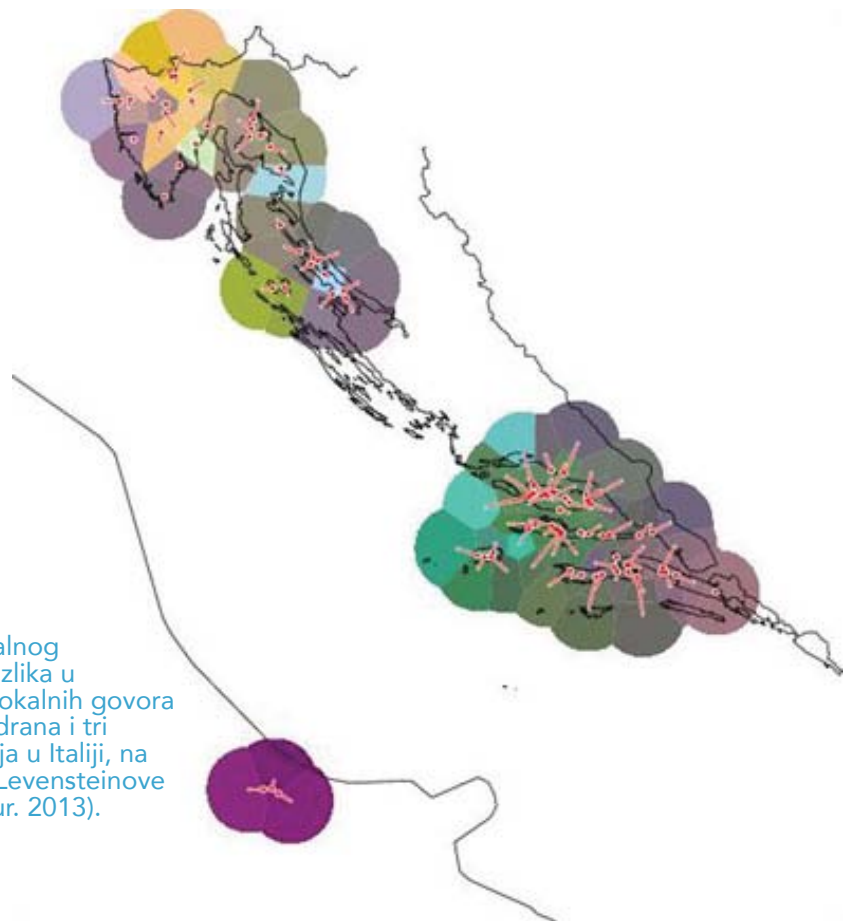 alnog
zlika u
okalnih govora
drana i tri
ja u Italiji, na
Levensteinove
ur. 2013).